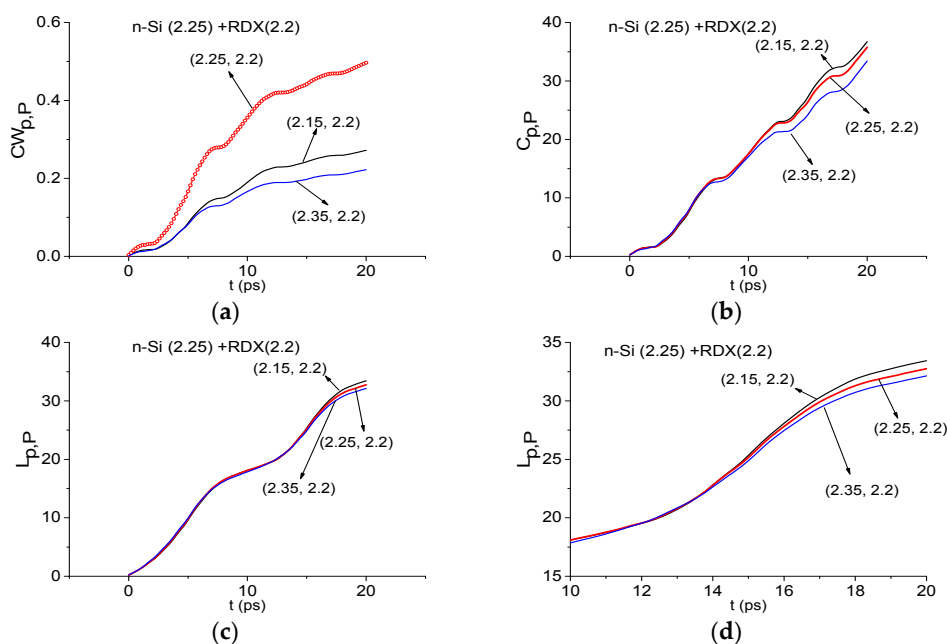 n-Si (2.25) +RDX(2.2)
(2.25, 2.2)
(2.15, 2.2)
(2.35, 2.2)
CWp,P
0.6
0.4
0.2
0.0
0 10 20
t (ps)
(a)
n-Si (2.25) +RDX(2.2)
(2.15, 2.2)
(2.25, 2.2)
(2.35, 2.2)
Cp,P
40
30
20
10
0
0 10 20
t (ps)
(b)
n-Si (2.25) +RDX(2.2)
(2.15, 2.2)
(2.25, 2.2)
(2.35, 2.2)
Lp,P
40
30
20
10
0
0 10 20
t (ps)
(c)
n-Si (2.25) +RDX(2.2)
(2.15, 2.2)
(2.25, 2.2)
(2.35, 2.2)
Lp,P
35
30
25
20
15
10 12 14 16 18 20
t (ps)
(d)